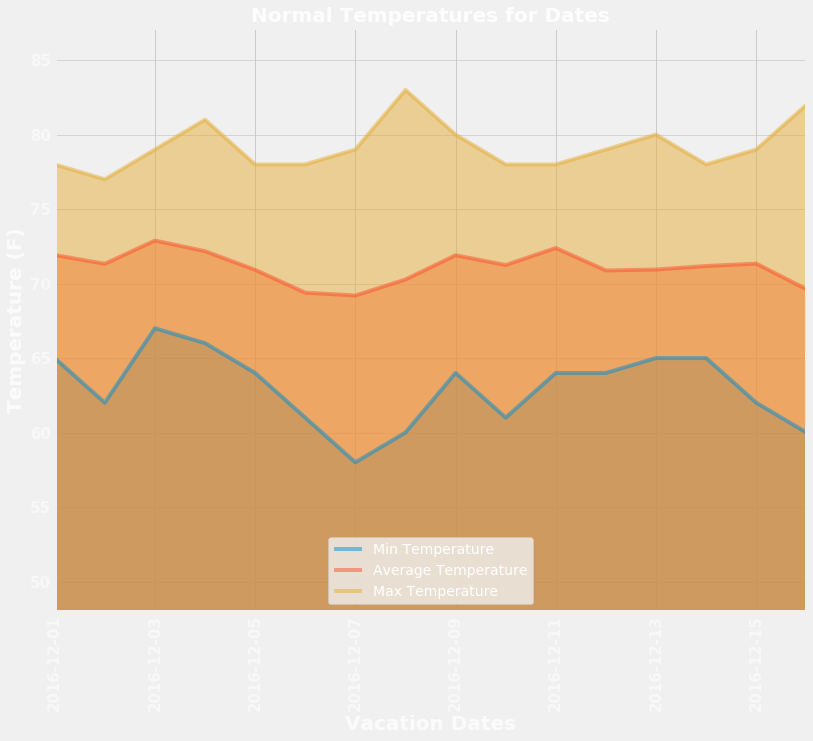 Normal Temperatures for Dates
Temperature (F)
85
80
75
70
65
60
55
50
Min Temperature
Average Temperature
Max Temperature
2016-12-01
2016-12-03
2016-12-05
2016-12-07
2016-12-09
2016-12-11
2016-12-13
2016-12-15
Vacation Dates